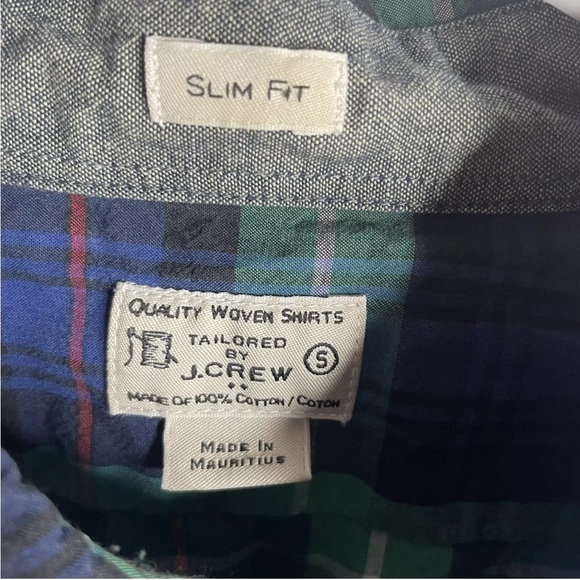 SLIM FIT
QUALITY WOVEN SHIRTS
TAILORED
BY
J.CREW
S
MADE OF 100% COTTON / COTON
MADE IN
MAURITIUS